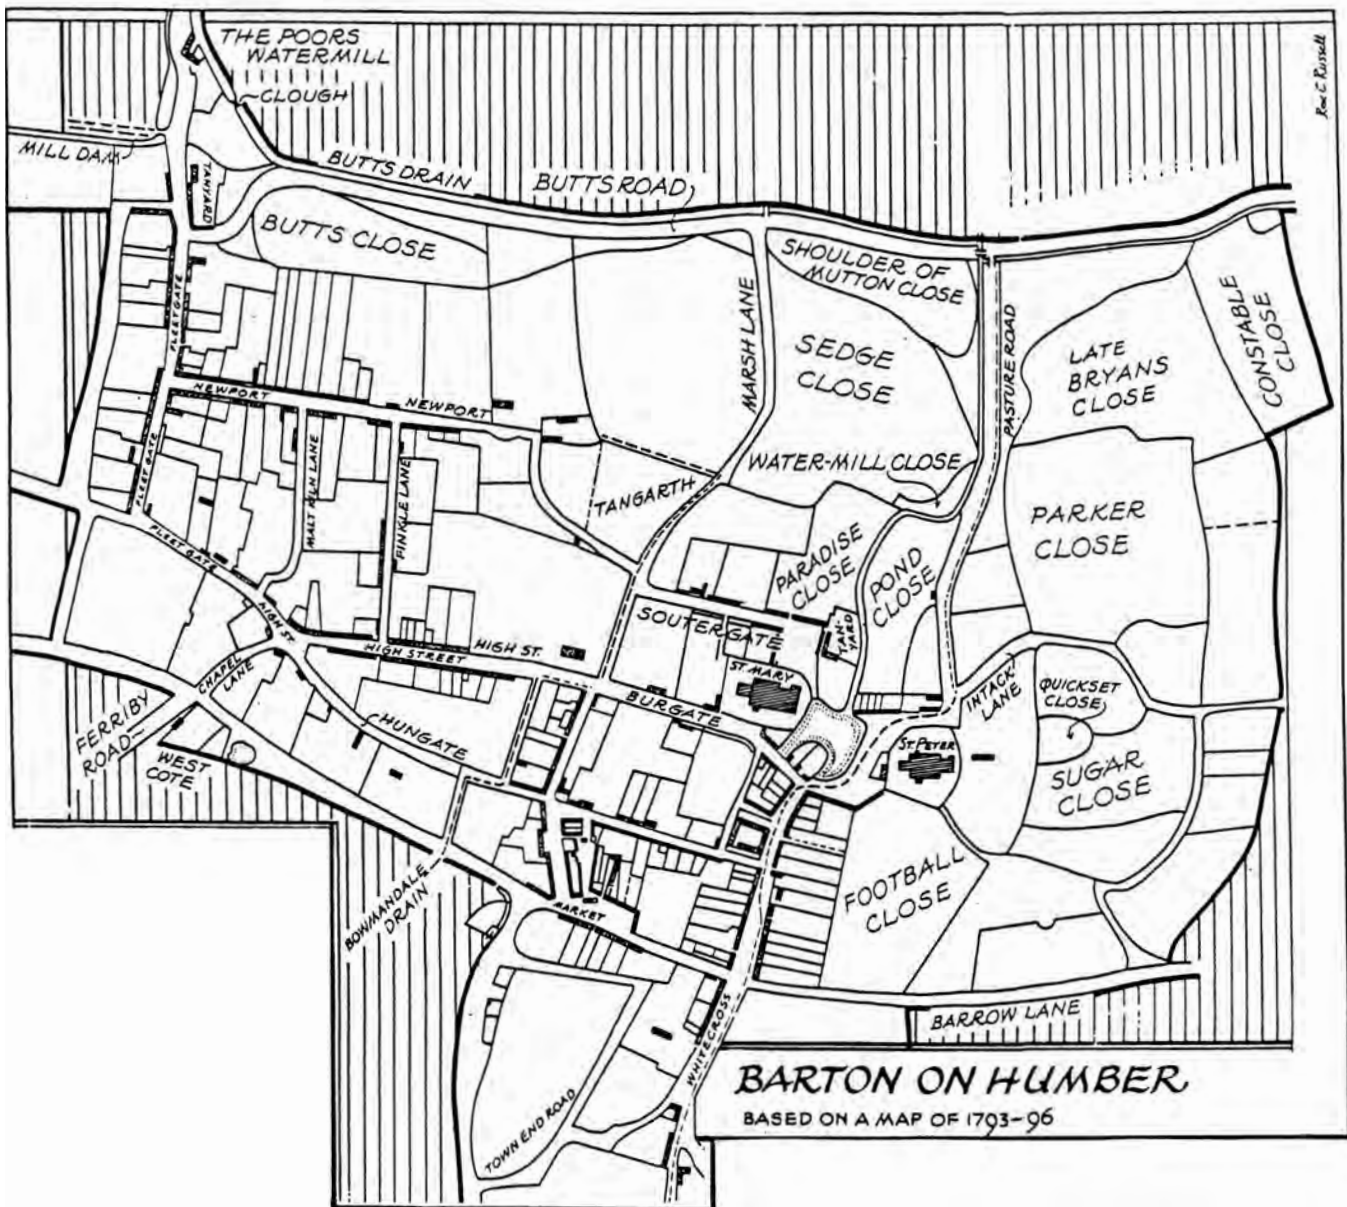 THE POORS
WATERMILL
CLOUGH
Rex C. Russell
MILL DAM
TANYARD
BUTTS DRAIN
BUTTS ROAD
BUTTS CLOSE
SHOULDER OF
MUTTON CLOSE
FLEETGATE
MARSH LANE
SEDGE
CLOSE
PASTURE ROAD
LATE
BRYANS
CLOSE
CONSTABLE
CLOSE
NEWPORT
NEWPORT
FLEET GATE
MALT KILN LANE
FINKLE LANE
WATER-MILL CLOSE
TANGARTH
PARKER
CLOSE
FLEET GATE
PARADISE
CLOSE
POND
CLOSE
HIGH ST.
SOUTERGATE
TAN-
YARD
HIGH STREET
HIGH ST.
CHAPEL
LANE
ST. MARY
BURGATE
INTACK
LANE
QUICKSET
CLOSE
FERRIBY
ROAD
HUNGATE
WEST
COTE
ST. PETER
SUGAR
CLOSE
FOOTBALL
CLOSE
BOWMANDALE
DRAIN
MARKET
WHITECROSS
BARROW LANE
TOWN END ROAD
BARTON ON HUMBER
BASED ON A MAP OF 1793-96